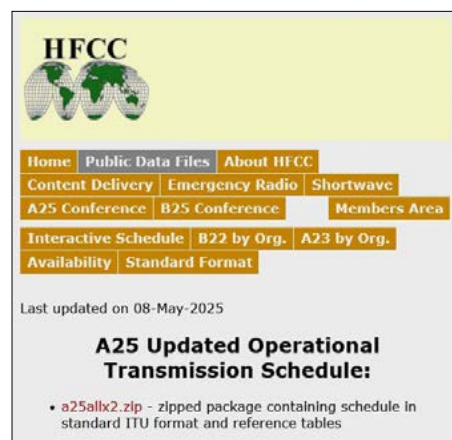 HFCC
Home Public Data Files About HFCC
Content Delivery Emergency Radio Shortwave
A25 Conference B25 Conference Members Area
Interactive Schedule B22 by Org. A23 by Org.
Availability Standard Format
Last updated on 08-May-2025
A25 Updated Operational
Transmission Schedule:
• a25allx2.zip - zipped package containing schedule in
standard ITU format and reference tables